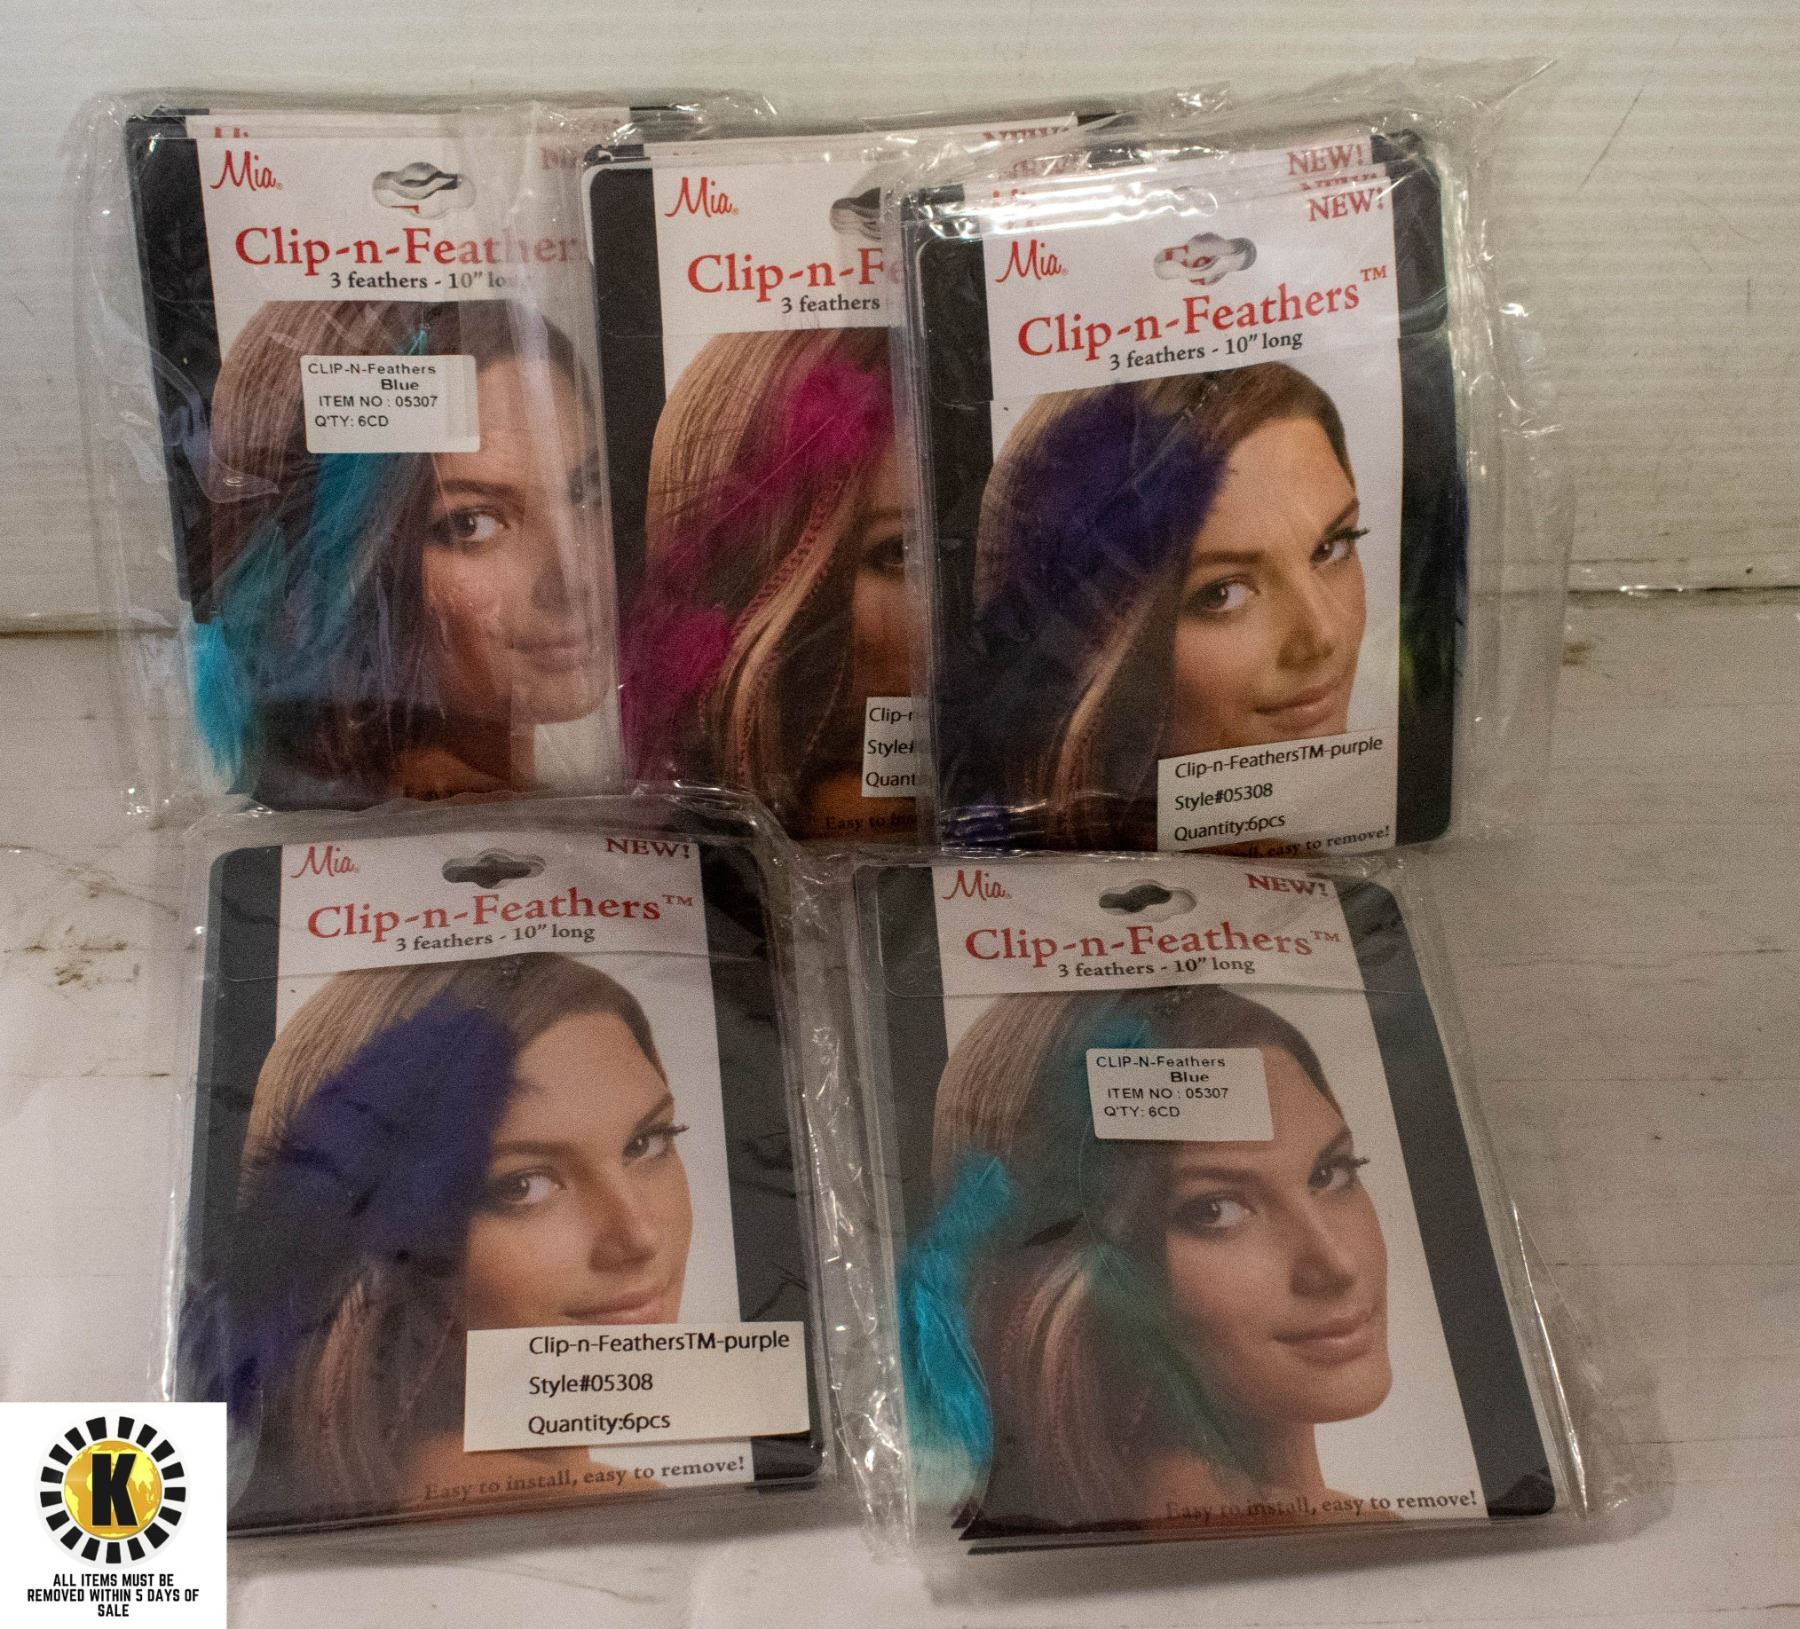 Mia
Clip-n-Feather
3 feathers - 10" lo
CLIP-N-Feathers
Blue
ITEM NO : 05307
Q'TY: 6CD
Mia
Clip-n-Fe
3 feathers
Clip-
Style#
Quant
Easy to
NEW!
NEW!
Mia
Clip-n-Feathers™
3 feathers - 10" long
Clip-n-FeathersTM-purple
Style#05308
Quantity:6pcs
easy to remove!
Mia
NEW!
Clip-n-Feathers™
3 feathers - 10" long
Clip-n-FeathersTM-purple
Style#05308
Quantity:6pcs
Easy to install, easy to remove!
Mia
NEW!
Clip-n-Feathers™
3 feathers - 10" long
CLIP-N-Feathers
Blue
ITEM NO : 05307
Q'TY: 6CD
Easy to install, easy to remove!
K
ALL ITEMS MUST BE
REMOVED WITHIN 5 DAYS OF
SALE